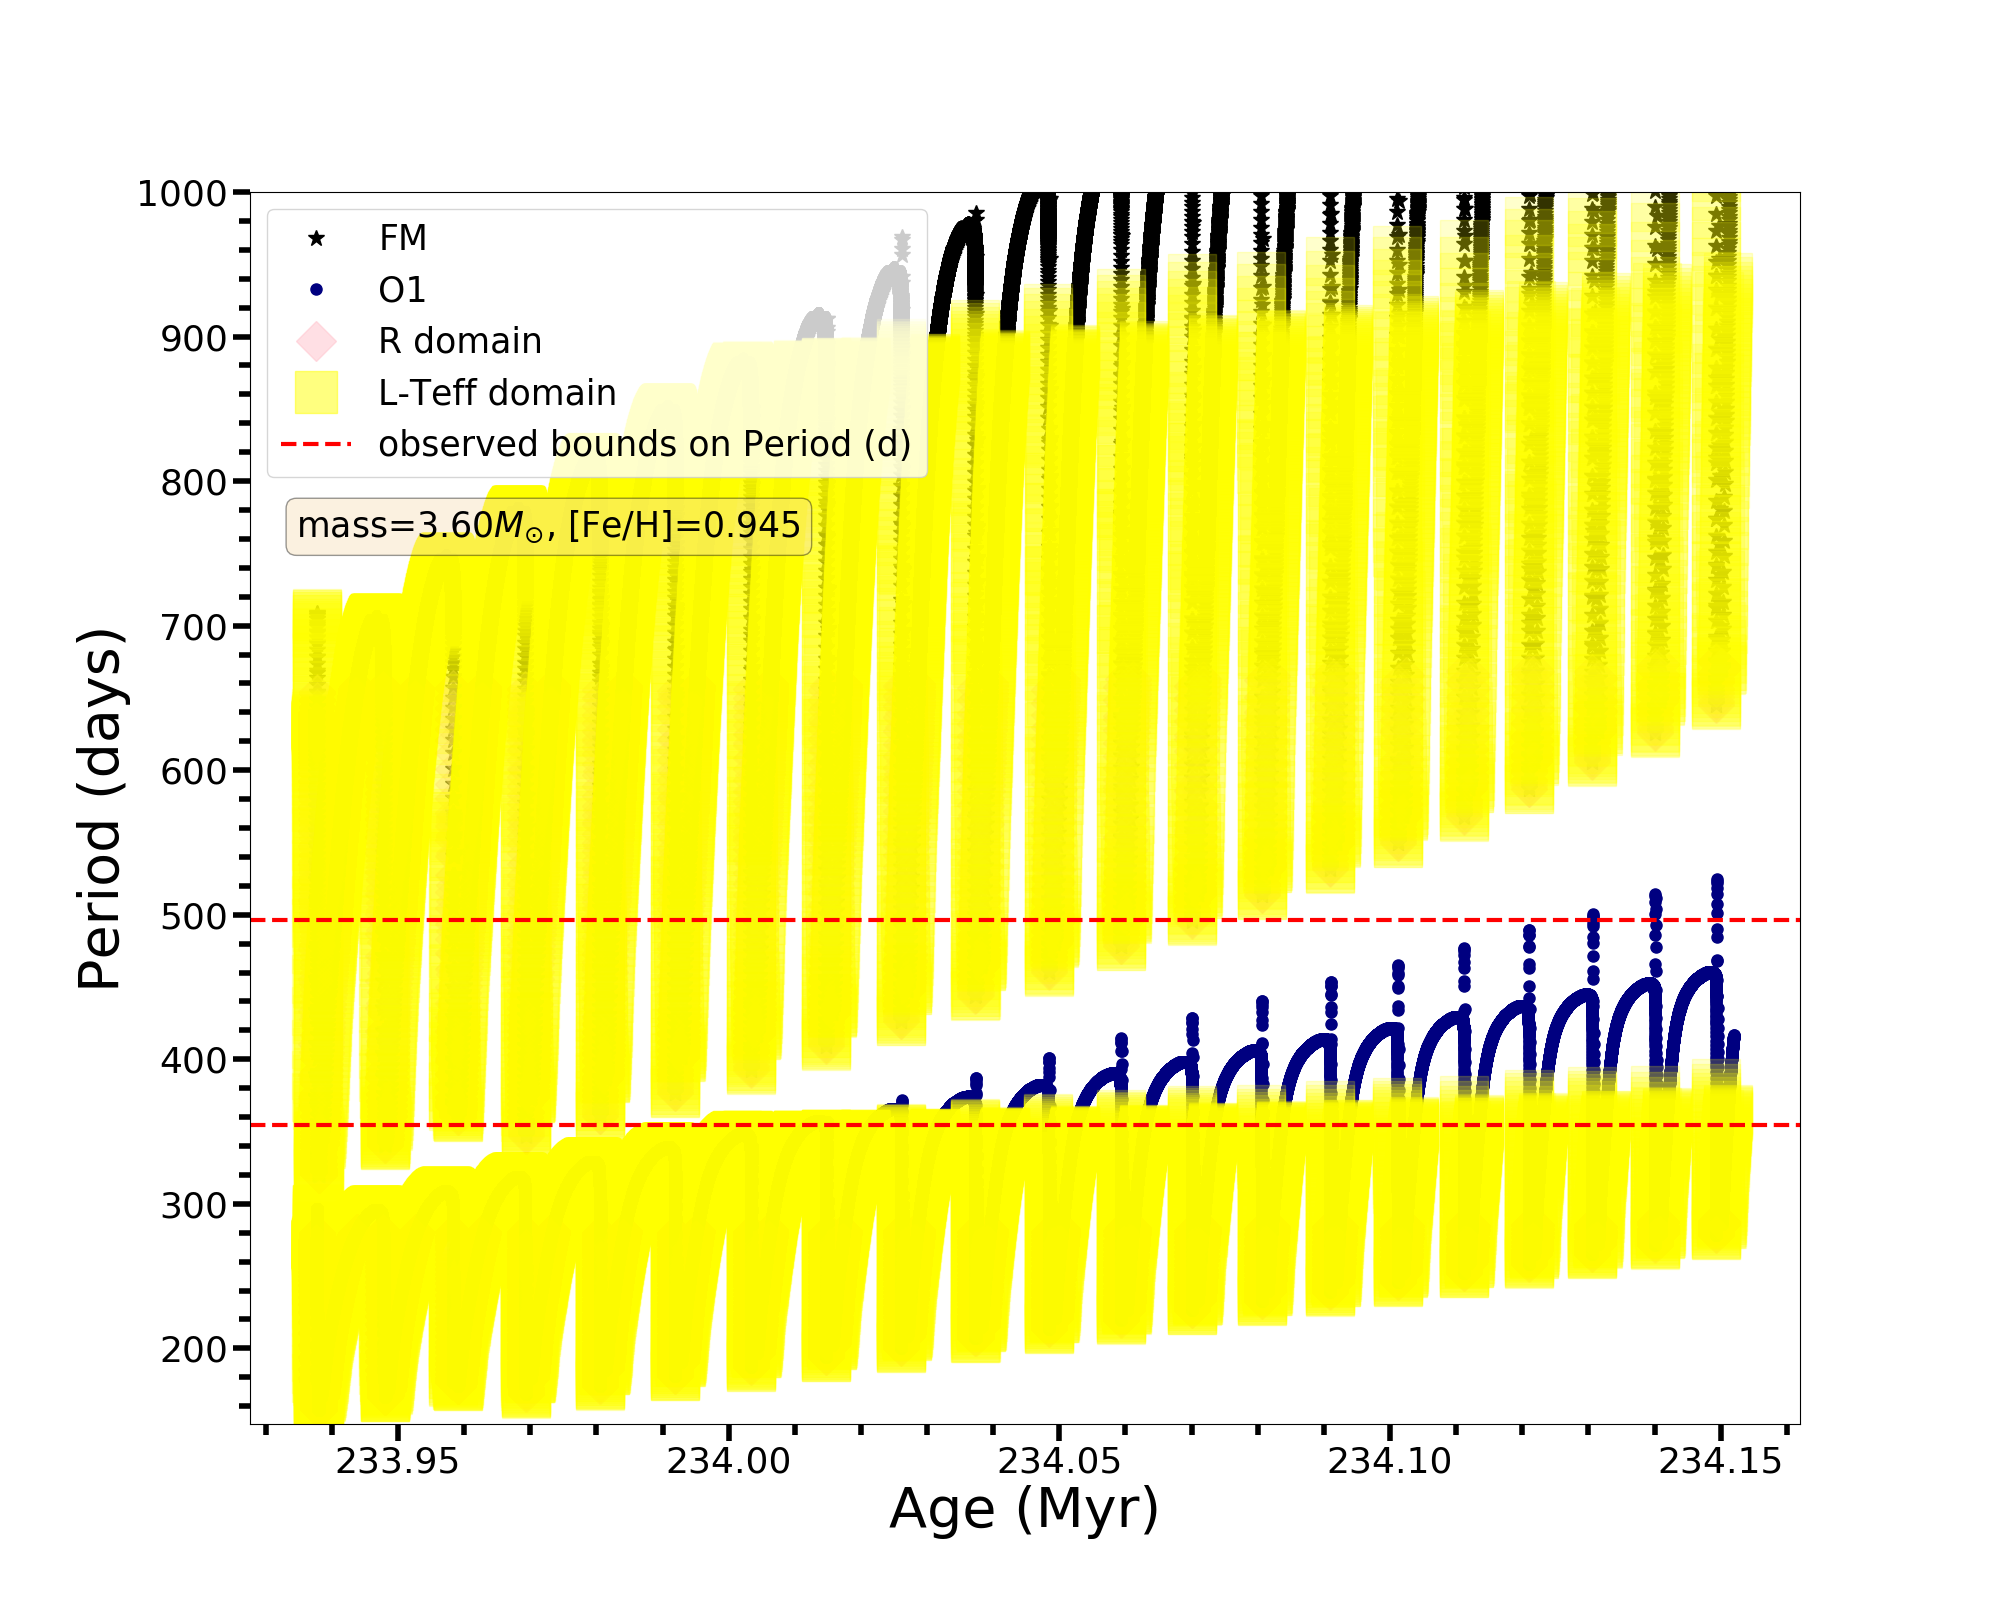 1000
900
800
700
600
500
400
300
200
Period (days)
FM
O1
R domain
L-Teff domain
observed bounds on Period (d)
mass=3.60M⊙, [Fe/H]=0.945
233.95 234.00 234.05 234.10 234.15
Age (Myr)